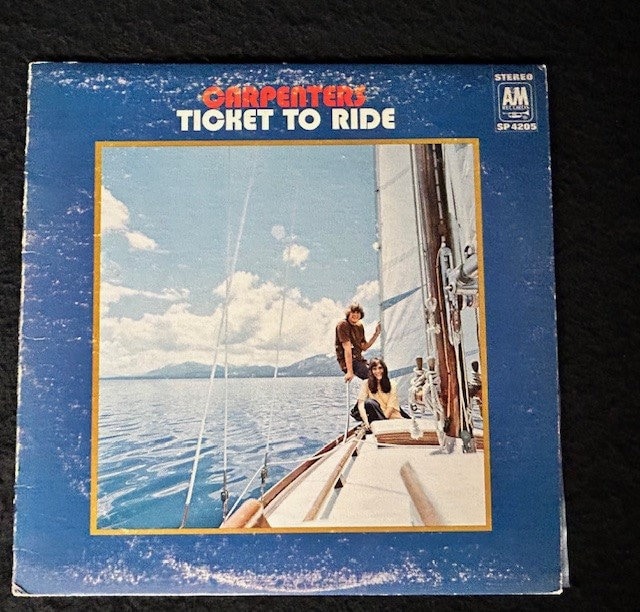 CARPENTERS
TICKET TO RIDE
STEREO
A&M
RECORDS
SP 4205